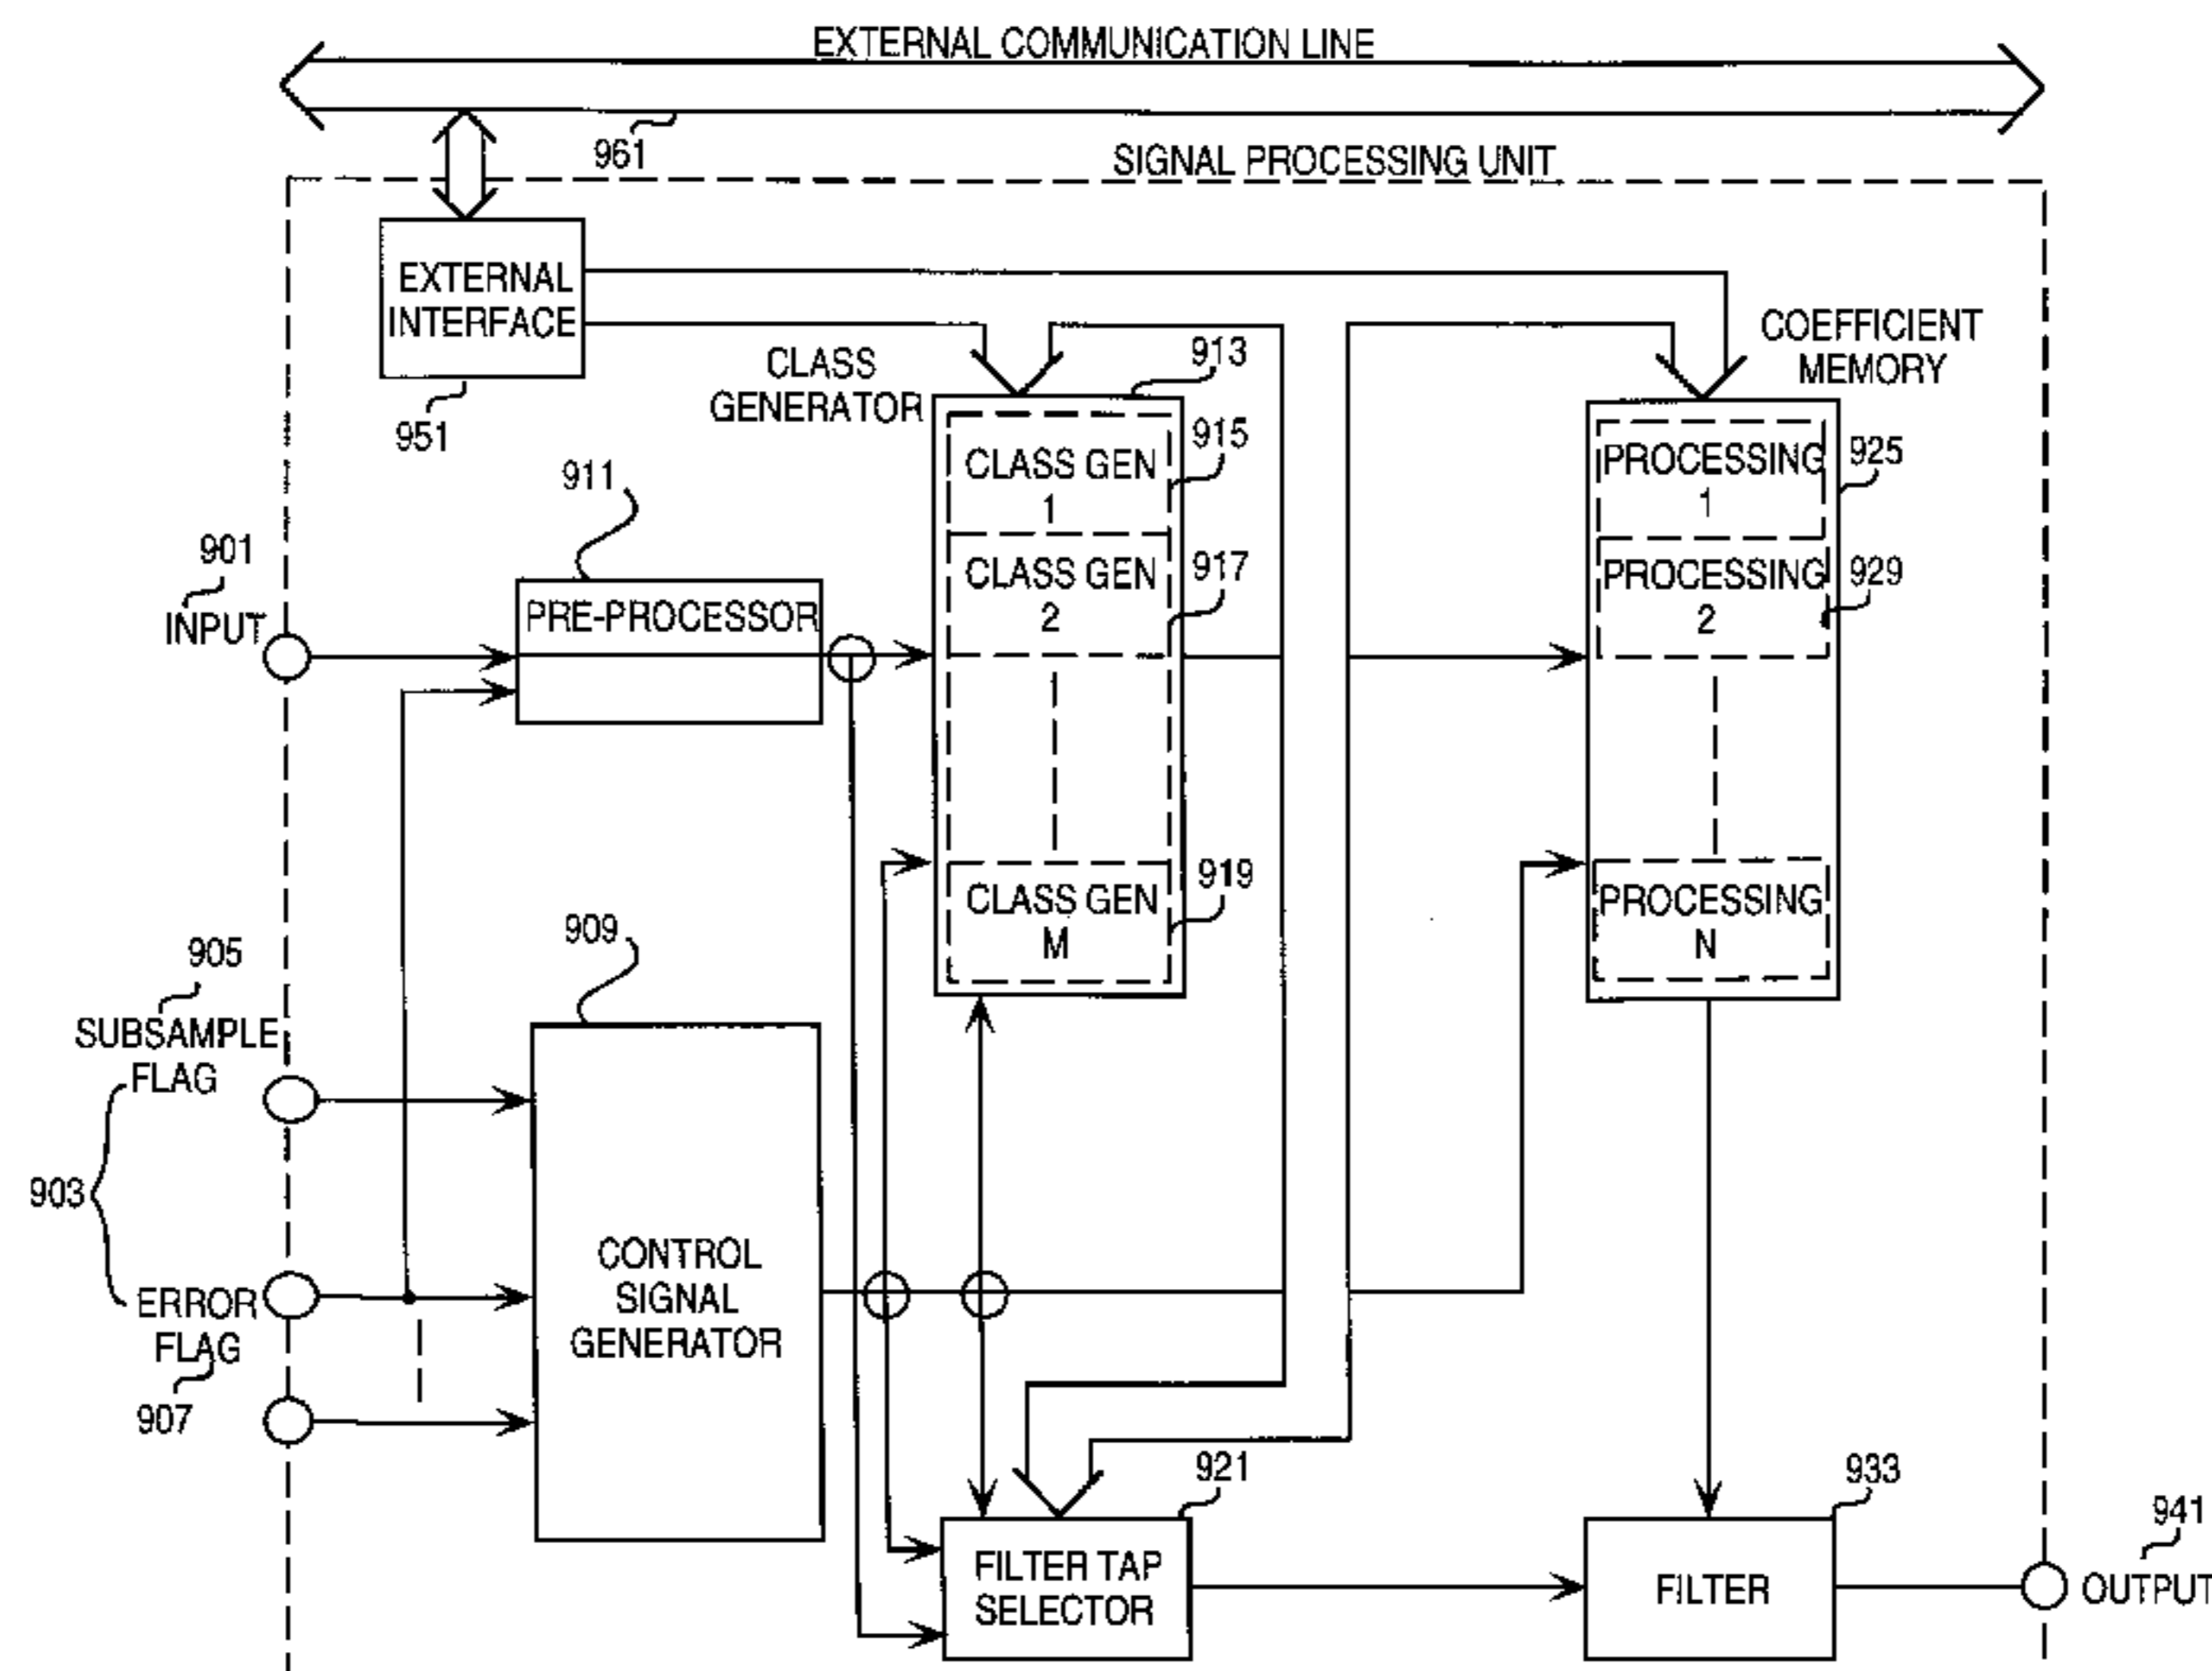 EXTERNAL COMMUNICATION LINE
961
SIGNAL PROCESSING UNIT
EXTERNAL
INTERFACE
951
CLASS
GENERATOR
913
COEFFICIENT
MEMORY
CLASS GEN
1
915
PROCESSING
1
925
911
901
INPUT
PRE-PROCESSOR
CLASS GEN
2
917
PROCESSING
2
929
CLASS GEN
M
919
PROCESSING
N
909
905
SUBSAMPLE
FLAG
903
ERROR
FLAG
907
CONTROL
SIGNAL
GENERATOR
921
FILTER TAP
SELECTOR
933
FILTER
941
OUTPUT